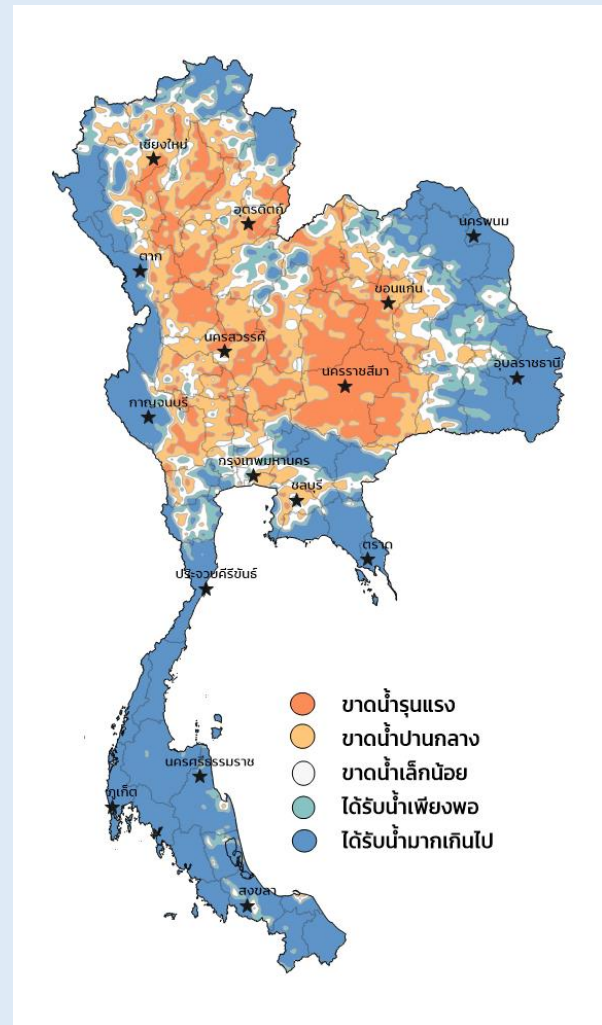 เชียงใหม่
อุตรดิตถ์
นครพนม
ตาก
ขอนแก่น
นครสวรรค์
อุบลราชธานี
นครราชสีมา
กาญจนบุรี
กรุงเทพมหานคร
ชลบุรี
ตราด
ประจวบคีรีขันธ์
ขาดน้ำรุนแรง
ขาดน้ำปานกลาง
นครศรีธรรมราช
ขาดน้ำเล็กน้อย
ภูเก็ต
ได้รับน้ำเพียงพอ
ได้รับน้ำมากเกินไป
สงขลา